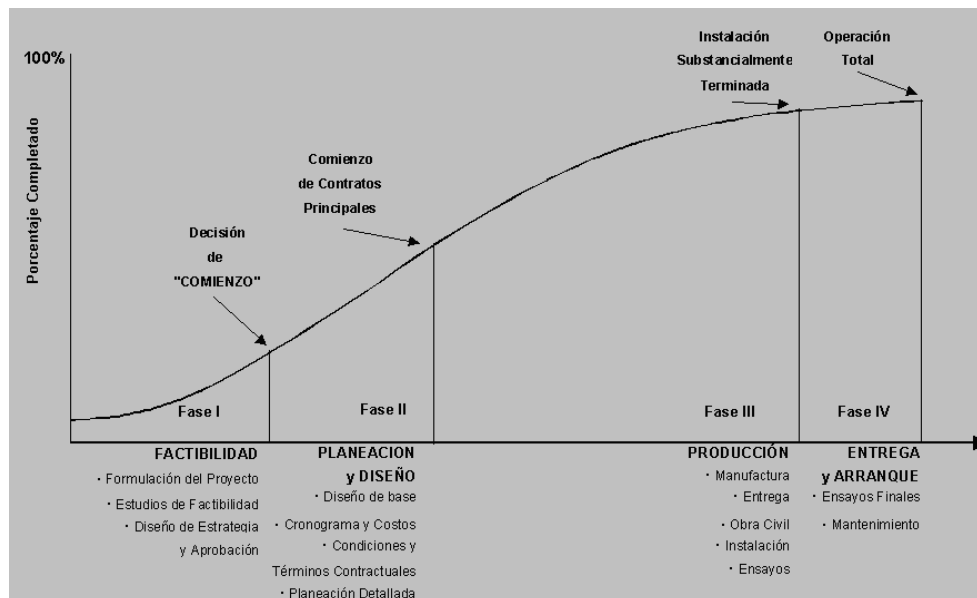 100%
Porcentaje Completado
Decisión
de
"COMIENZO"
Comienzo
de Contratos
Principales
Instalación
Substancialmente
Terminada
Operación
Total
Fase I
Fase II
Fase III
Fase IV
FACTIBILIDAD
· Formulación del Proyecto
· Estudios de Factibilidad
· Diseño de Estrategia
y Aprobación
PLANEACION
y DISEÑO
· Diseño de base
· Cronograma y Costos
· Condiciones y
Términos Contractuales
· Planeación Detallada
PRODUCCIÓN
· Manufactura
· Entrega
· Obra Civil
· Instalación
· Ensayos
ENTREGA
y ARRANQUE
· Ensayos Finales
· Mantenimiento